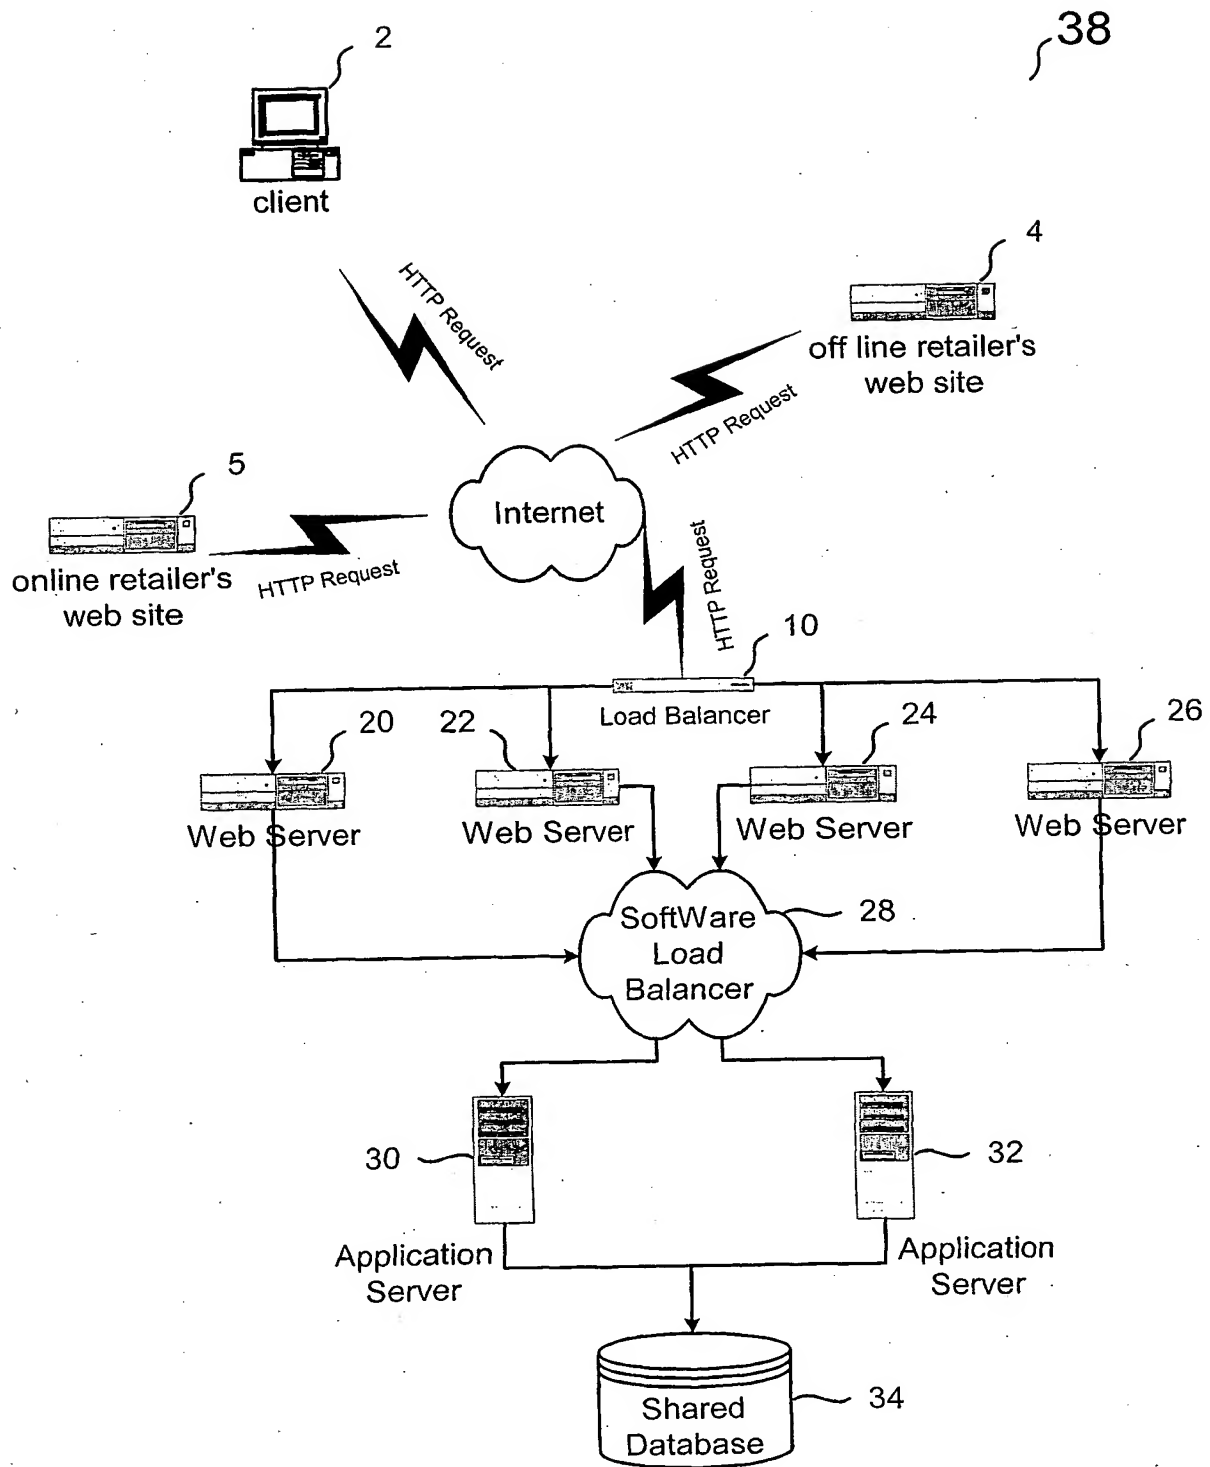 38
2
client
HTTP Request
4
off line retailer's
web site
HTTP Request
5
online retailer's
web site
HTTP Request
Internet
HTTP Request
10
Load Balancer
20
22
24
26
Web Server
Web Server
Web Server
Web Server
SoftWare
Load
Balancer
28
30
32
Application
Server
Application
Server
Shared
Database
34